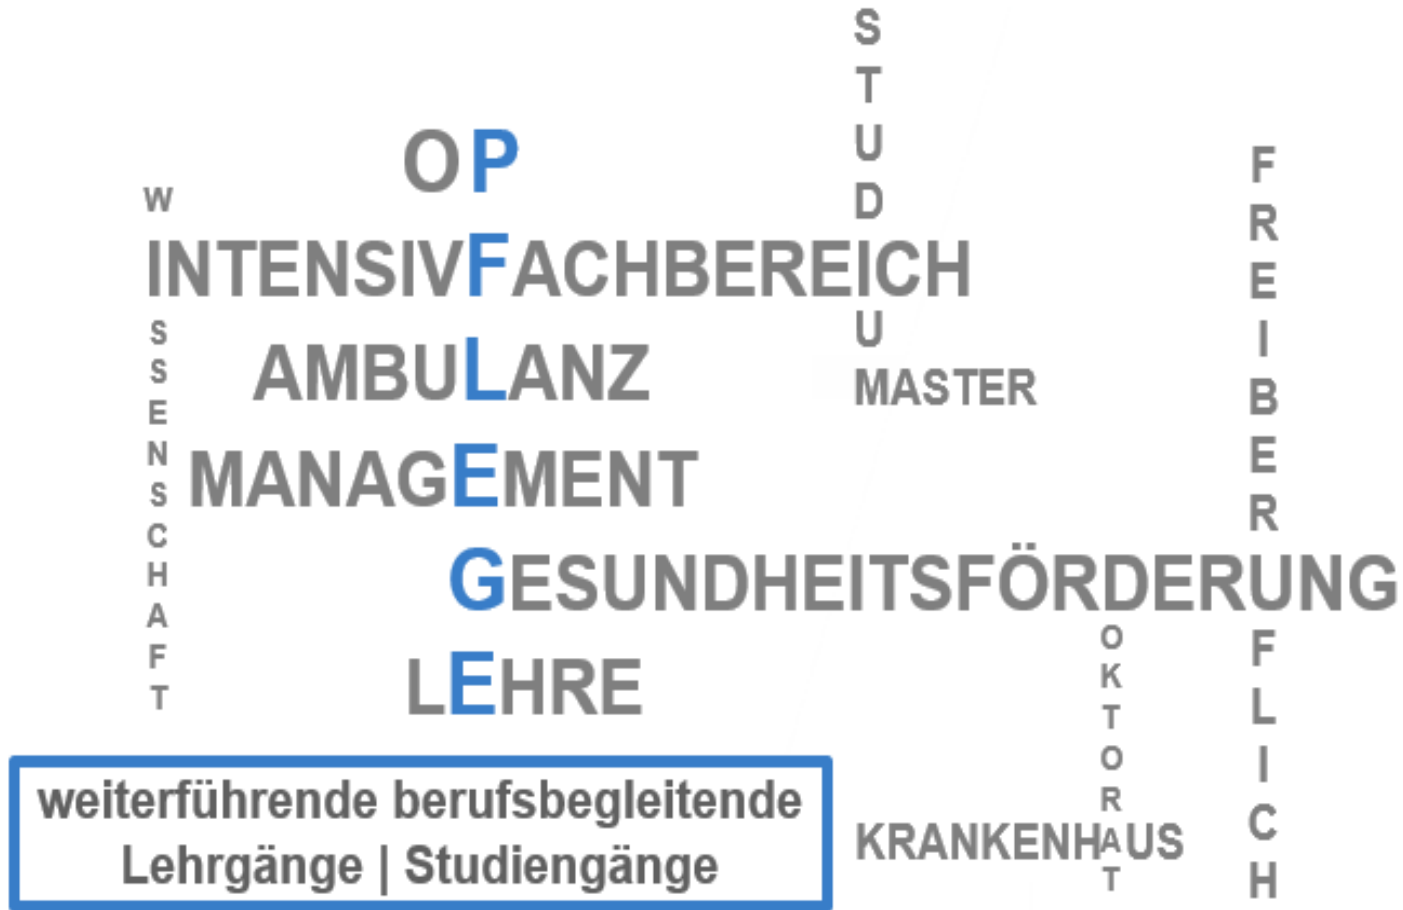 STUDIUM
OP
WISSENSCHAFT
FREIBERUFLICH
INTENSIVFACHBEREICH
AMBULANZ
MASTER
MANAGEMENT
GESUNDHEITSFÖRDERUNG
DOKTORAT
LEHRE
PFLEGE
KRANKENHAUS
weiterführende berufsbegleitende
Lehrgänge | Studiengänge